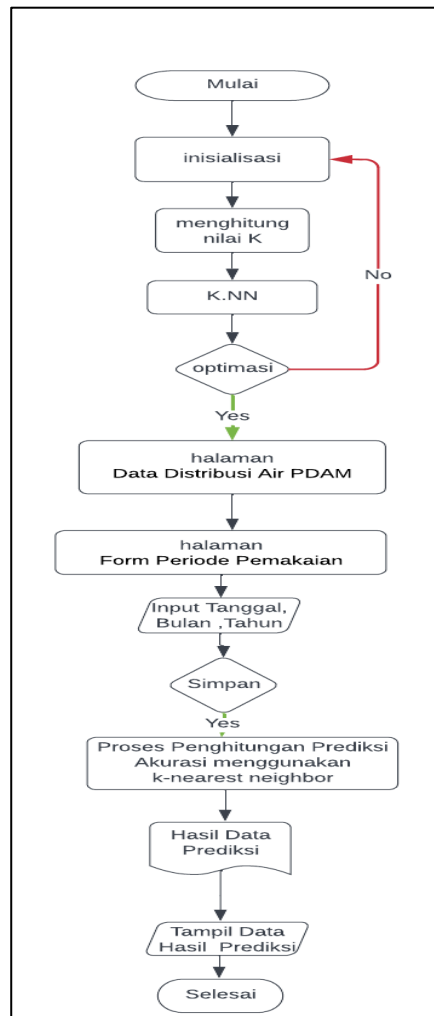 Mulai
inisialisasi
menghitung
nilai K
K.NN
No
optimasi
Yes
halaman
Data Distribusi Air PDAM
halaman
Form Periode Pemakaian
Input Tanggal,
Bulan ,Tahun
Simpan
Yes
Proses Penghitungan Prediksi
Akurasi menggunakan
k-nearest neighbor
Hasil Data
Prediksi
Tampil Data
Hasil Prediksi
Selesai